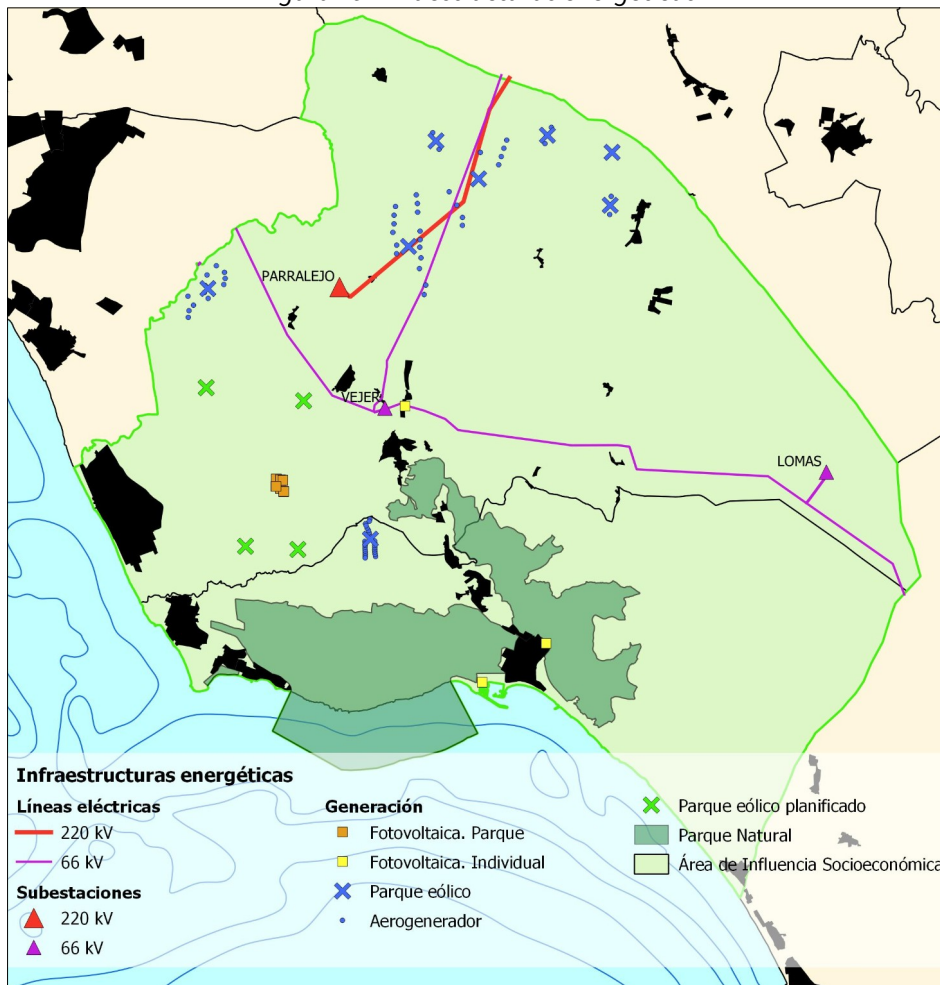 PARRALEJO
VEJER
LOMAS
Infraestructuras energéticas
Líneas eléctricas
220 kV
66 kV
Subestaciones
220 kV
66 kV
Generación
Fotovoltaica. Parque
Fotovoltaica. Individual
Parque eólico
Aerogenerador
Parque eólico planificado
Parque Natural
Área de Influencia Socioeconómica